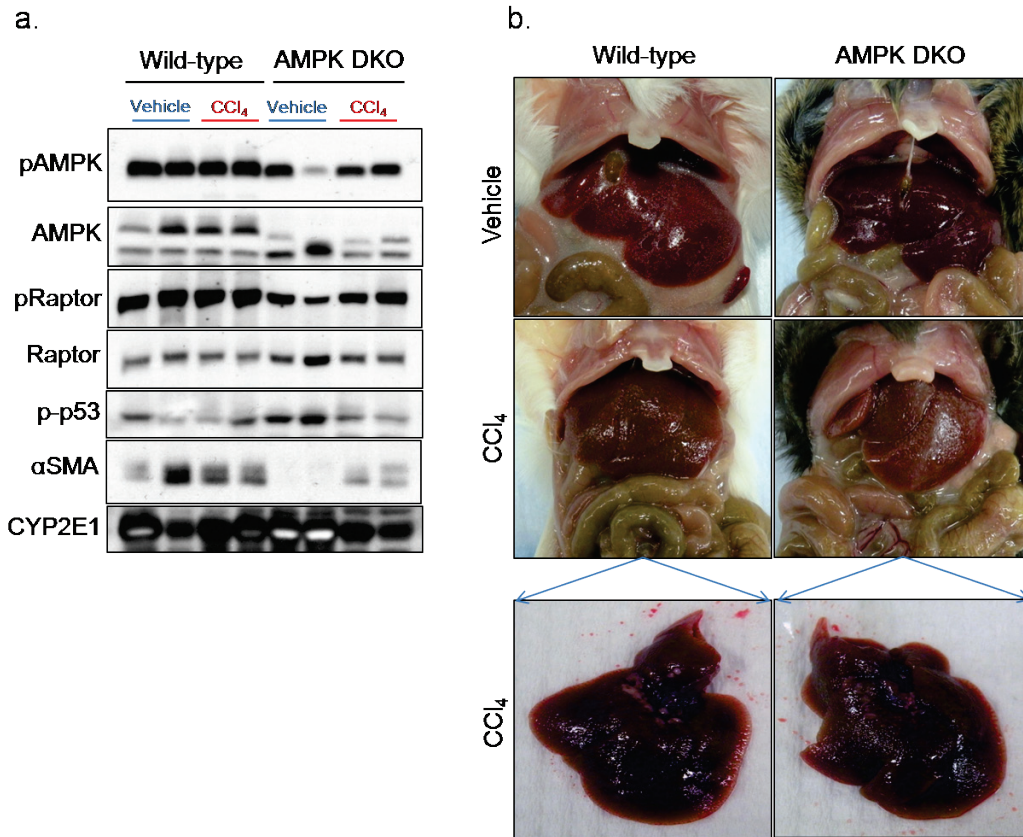 a.
Wild-type AMPK DKO
Vehicle CCl₄ Vehicle CCl₄
pAMPK
AMPK
pRaptor
Raptor
p-p53
αSMA
CYP2E1
b.
Wild-type AMPK DKO
Vehicle
CCl₄
CCl₄